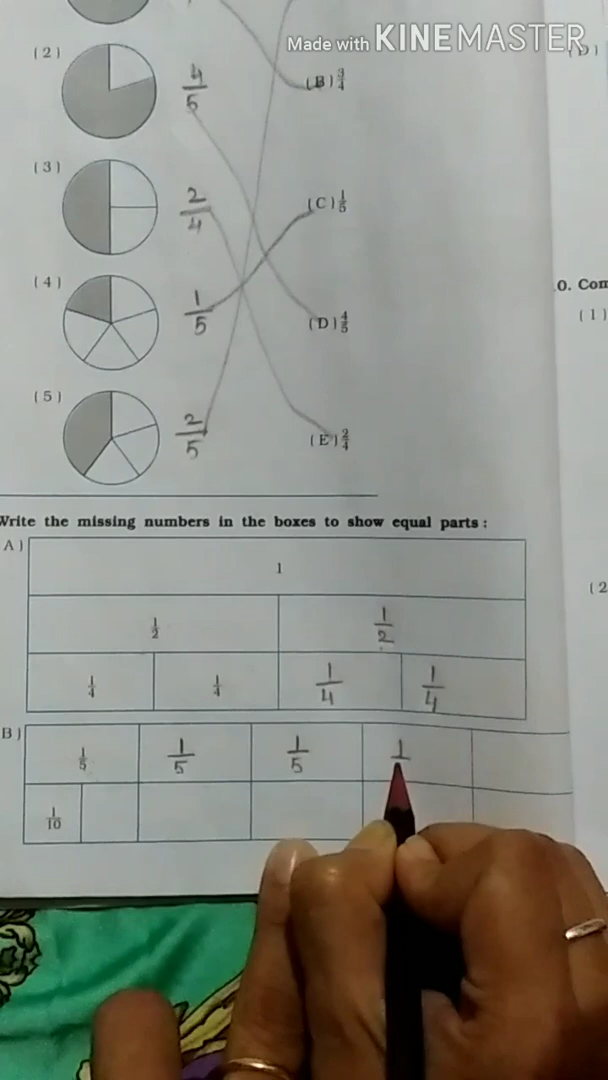 Made with KINEMASTER
(2) 4/5 (B) 3/4
(3) 2/4 (C) 1/5
(4) 1/5 (D) 4/5
(5) 2/5 (E) 2/4
0. Com
(1)
(2
Write the missing numbers in the boxes to show equal parts :
A)
1
1/2 1/2
1/4 1/4 1/4 1/4
B)
1/5 1/5 1/5 1
1/10